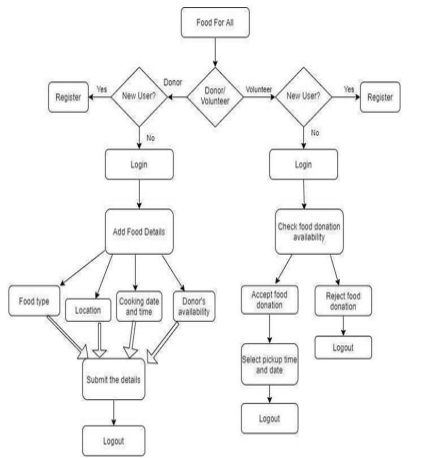 Food For All
Donor
Volunteer
Yes
Yes
Register
New User?
Donor/
Volunteer
New User?
Register
No
No
Login
Login
Add Food Details
Check food donation
availability
Food type
Location
Cooking date
and time
Donor's
availability
Accept food
donation
Reject food
donation
Submit the details
Select pickup time
and date
Logout
Logout
Logout